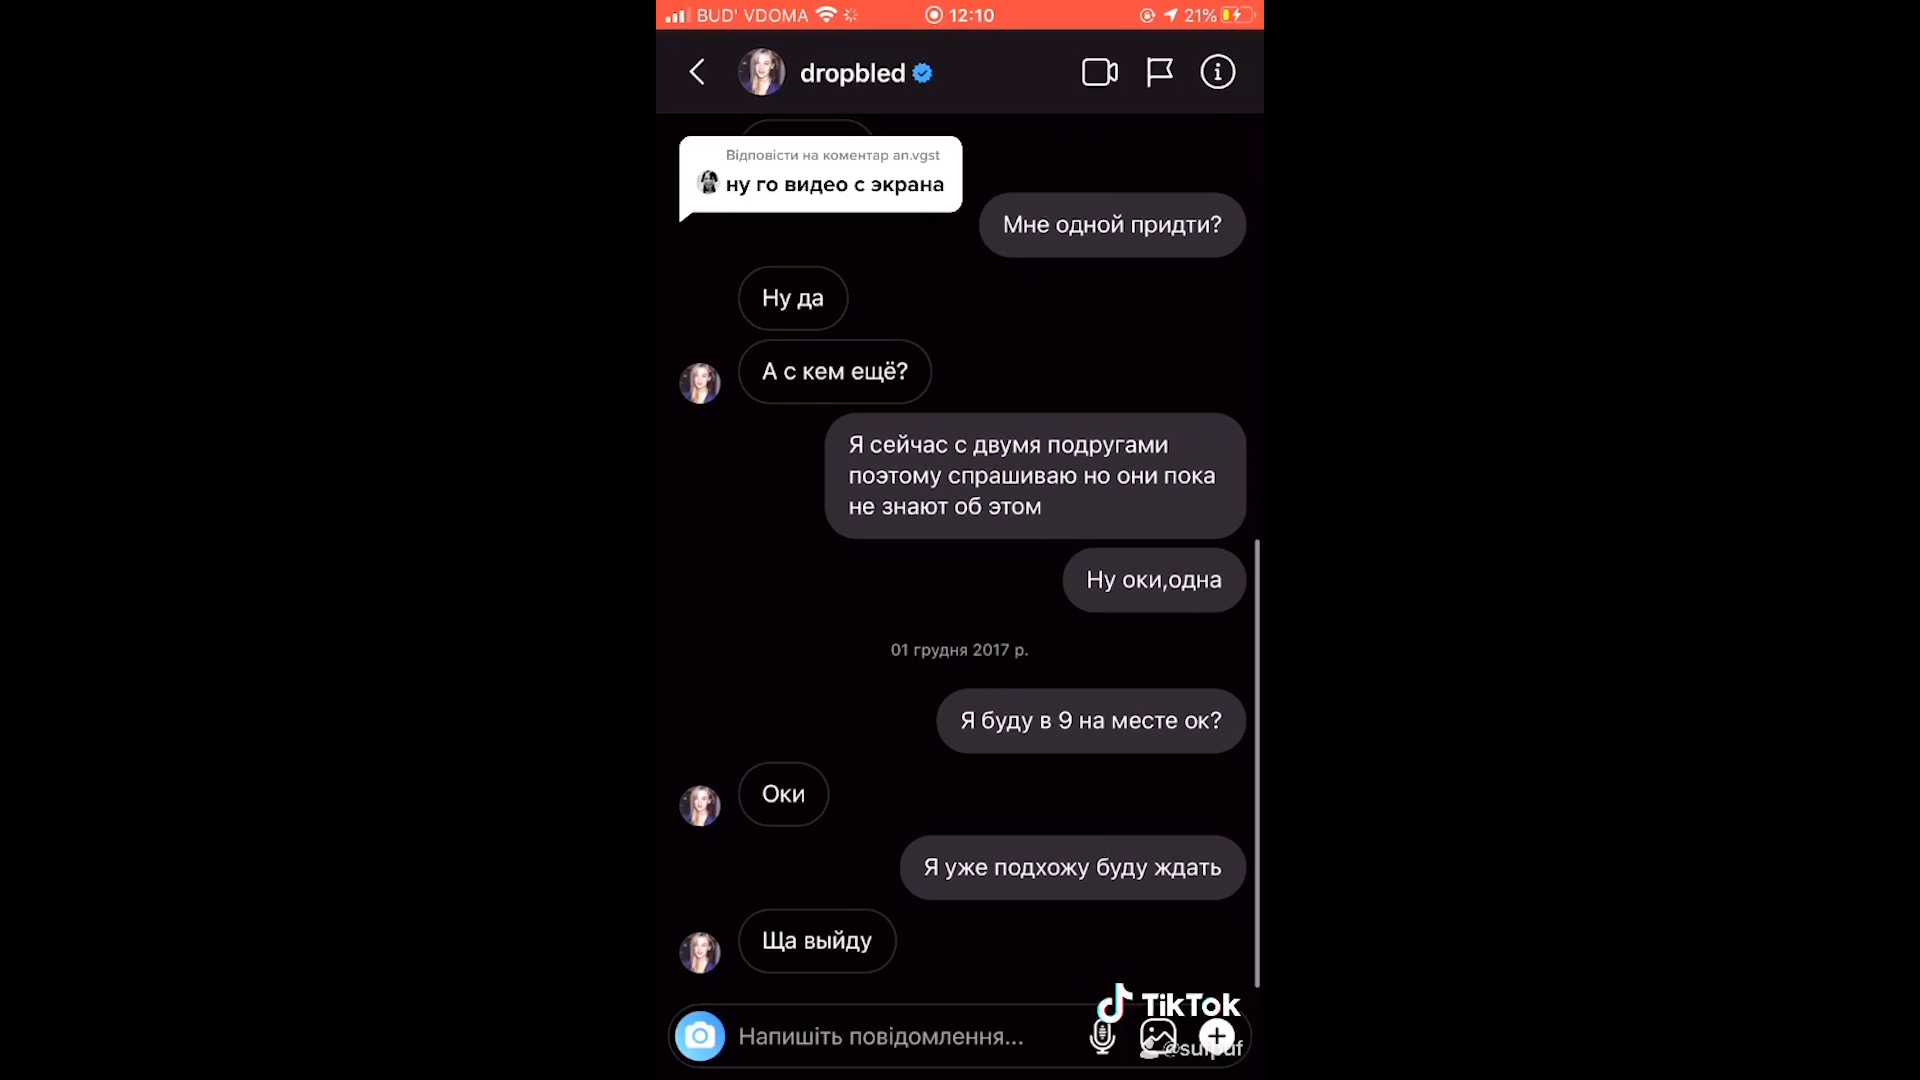 BUD' VDOMA
12:10
21%
dropbled
Відповісти на коментар an.vgst
ну го видео с экрана
Мне одной придти?
Ну да
А с кем ещё?
Я сейчас с двумя подругами
поэтому спрашиваю но они пока
не знают об этом
Ну оки,одна
01 грудня 2017 р.
Я буду в 9 на месте ок?
Оки
Я уже подхожу буду ждать
Ща выйду
TikTok
Напишіть повідомлення...